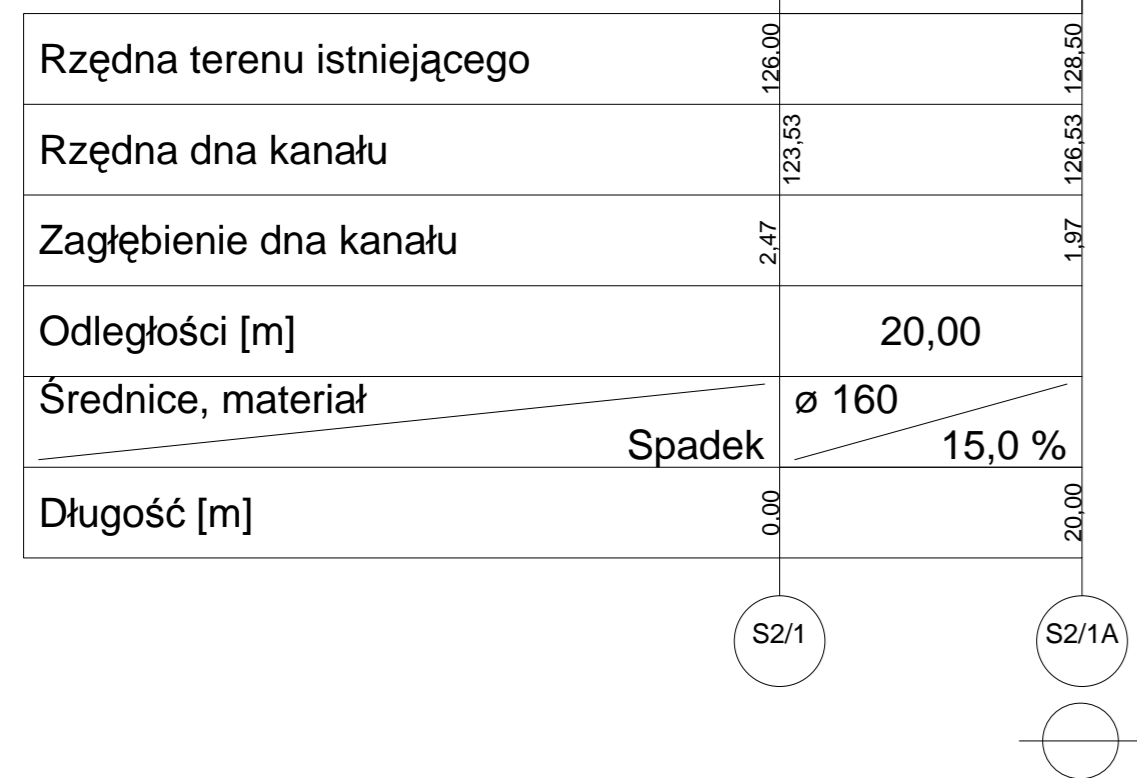 Rzędna terenu istniejącego 126.00 128,50
Rzędna dna kanału 123,53 126,53
Zagłębienie dna kanału 2,47 1,97
Odległości [m] 20,00
Średnice, materiał ø 160
Spadek 15,0 %
Długość [m] 0.00 20,00
S2/1 S2/1A